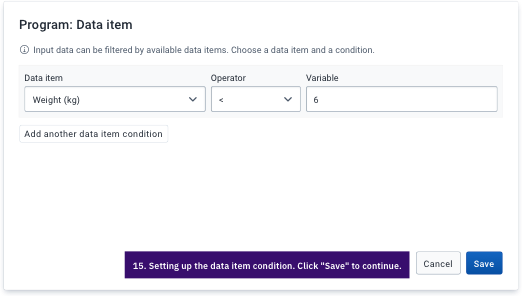 Program: Data item
Input data can be filtered by available data items. Choose a data item and a condition.
Data item Operator Variable
Weight (kg) < 6
Add another data item condition
15. Setting up the data item condition. Click "Save" to continue. Cancel Save